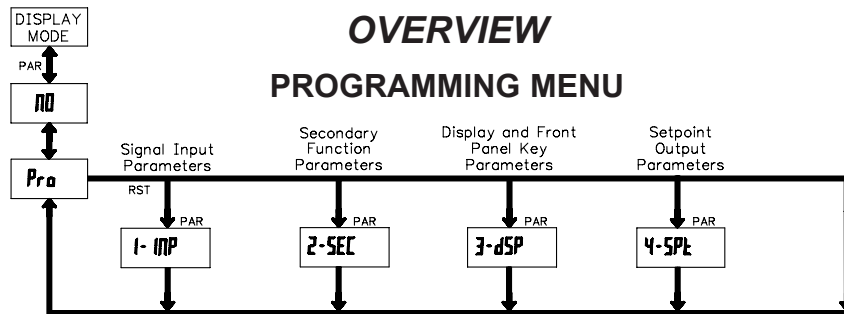 OVERVIEW
PROGRAMMING MENU
DISPLAY
MODE
PAR
NO
Pro
Signal Input
Parameters
RST
PAR
1-INP
Secondary
Function
Parameters
PAR
2-SEC
Display and Front
Panel Key
Parameters
PAR
3-dSP
Setpoint
Output
Parameters
PAR
4-SPt